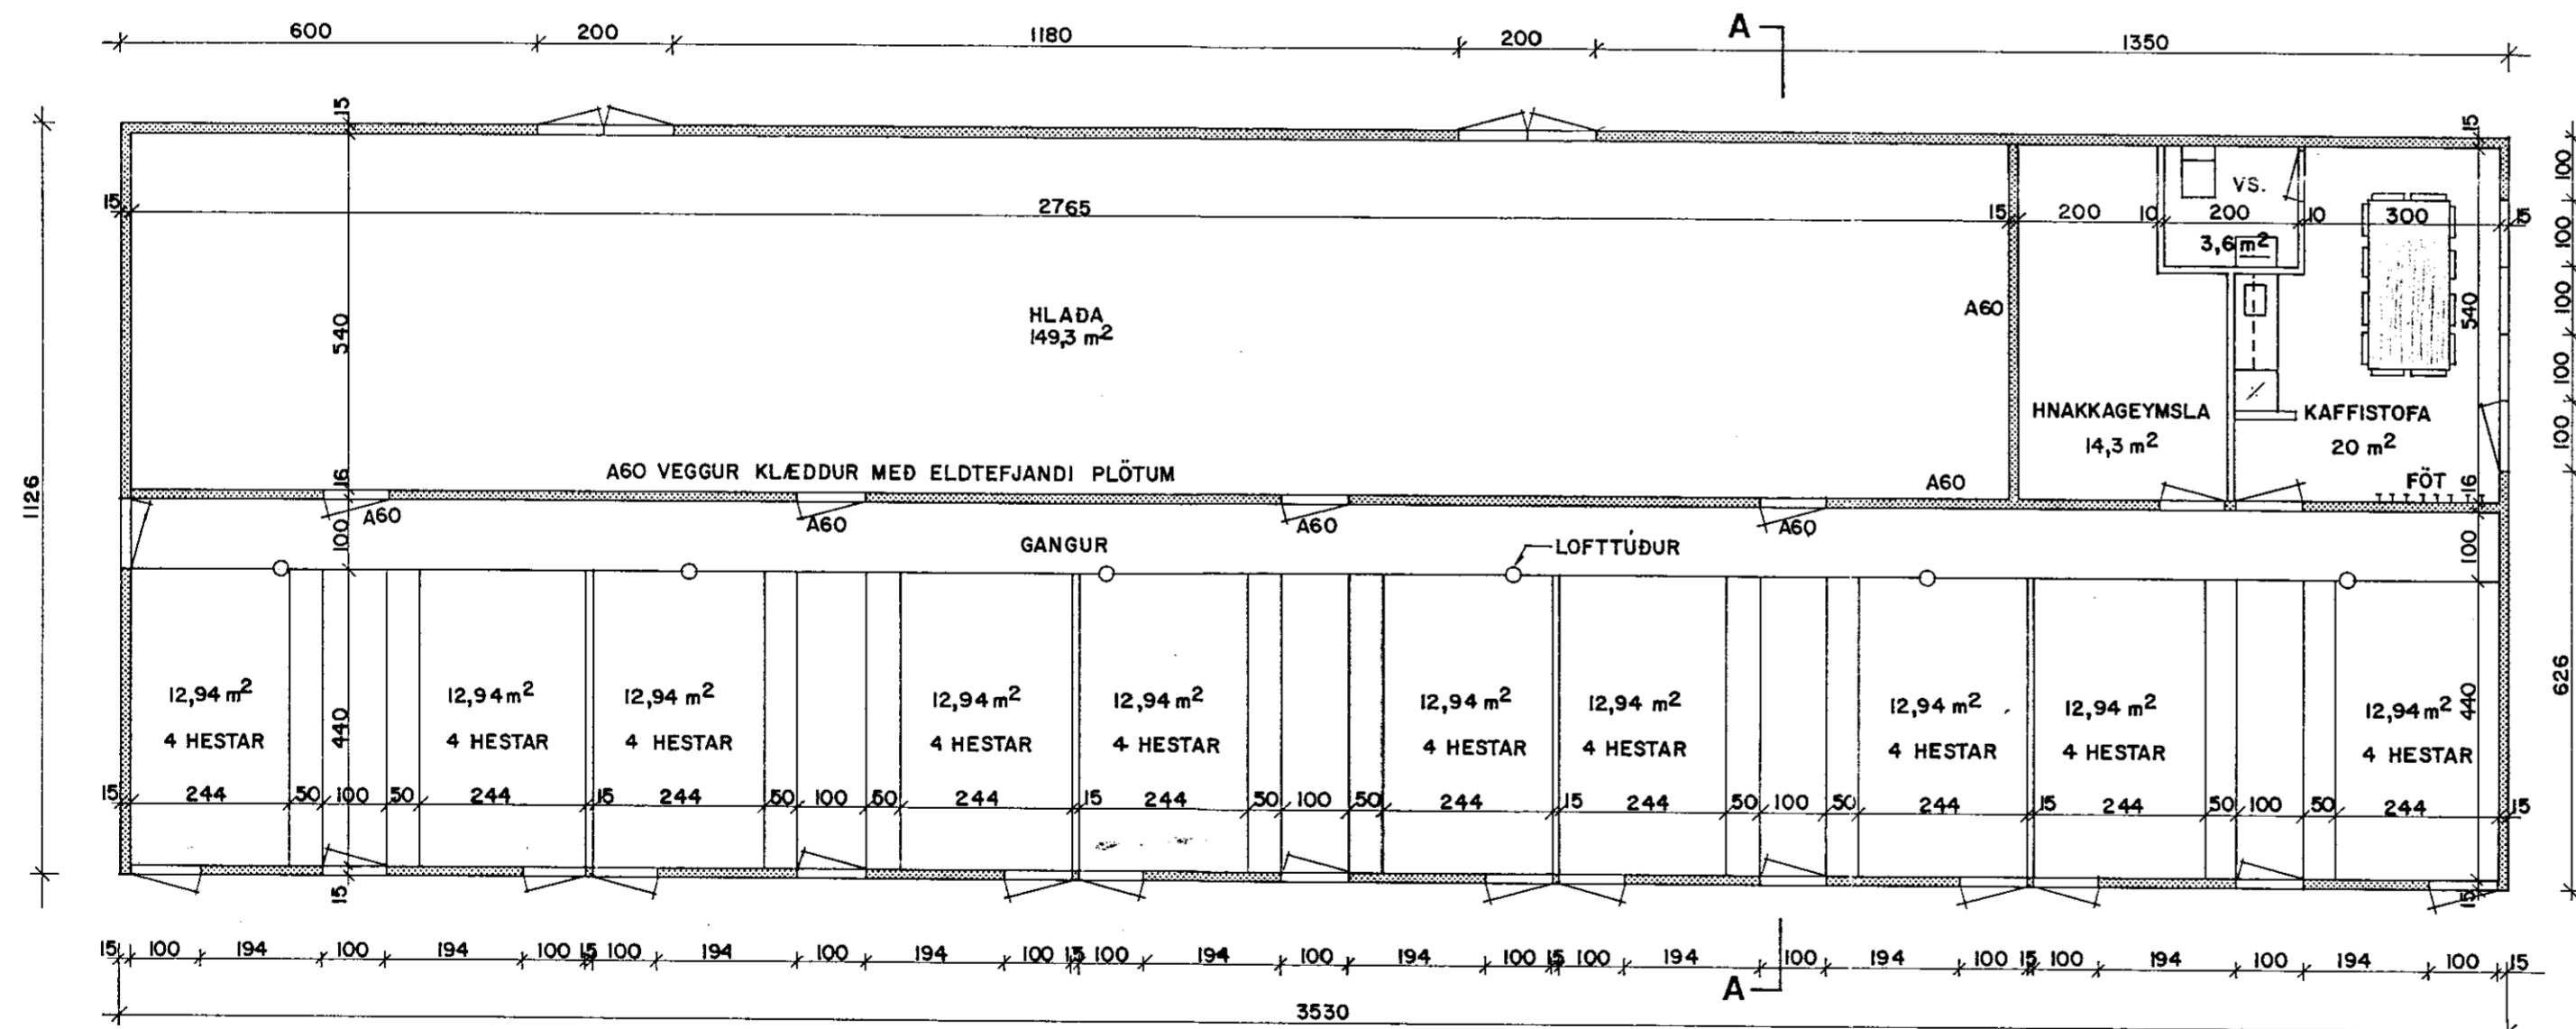 600 200 1180 200 A 1350
15 15
15 2765 15 200 10 200 10 300 15
VS.
3,6 m²
100 100 100 100 100
1126 540 HLAÐA A60 540
149,3 m²
HNAKKAGEYMSLA KAFFISTOFA
14,3 m² 20 m²
16 A60 VEGGUR KLÆDDUR MEÐ ELDTEFJANDI PLÖTUM A60 FÖT 16
A60 A60 A60 A60
100 GANGUR LOFTTÚÐUR 100
626
12,94 m² 12,94 m² 12,94 m² 12,94 m² 12,94 m² 12,94 m² 12,94 m² 12,94 m² 12,94 m² 12,94 m²
440 440
4 HESTAR 4 HESTAR 4 HESTAR 4 HESTAR 4 HESTAR 4 HESTAR 4 HESTAR 4 HESTAR 4 HESTAR 4 HESTAR
15 244 50 100 50 244 15 244 50 100 50 244 15 244 50 100 50 244 15 244 50 100 50 244 15 244 50 100 50 244 15
15 15
15 100 194 100 194 100 15 100 194 100 194 100 15 100 194 100 194 100 15 100 194 100 194 100 15 100 194 100 194 100 15
A
3530